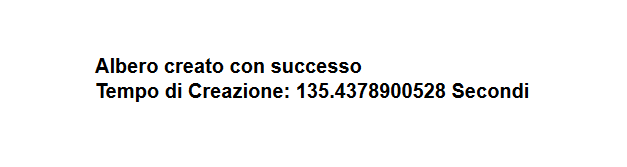 Albero creato con successo
Tempo di Creazione: 135.4378900528 Secondi